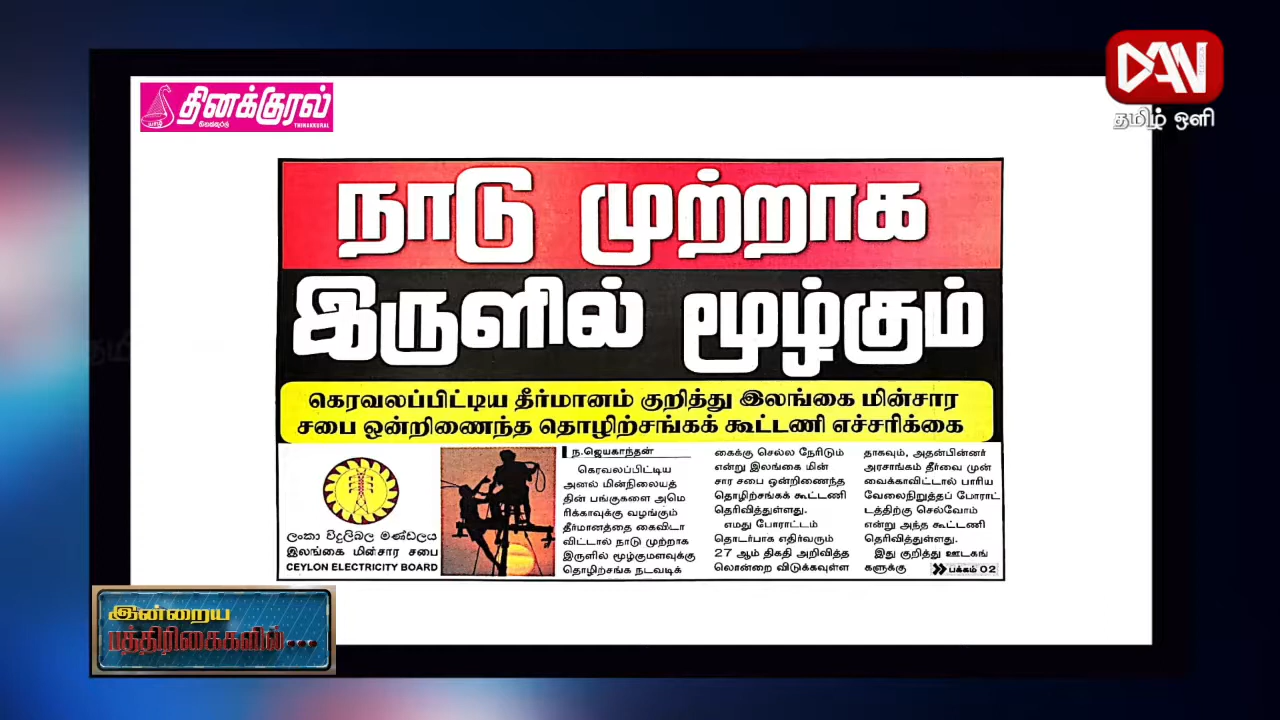 DAN
தமிழ் ஒளி
தினக்குரல்
யாழ்
THINAKKURAL
நாடு முற்றாக
இருளில் மூழ்கும்
கெரவலப்பிட்டிய தீர்மானம் குறித்து இலங்கை மின்சார
சபை ஒன்றிணைந்த தொழிற்சங்கக் கூட்டணி எச்சரிக்கை
ලංකා විදුලිබල මණ්ඩලය
இலங்கை மின்சார சபை
CEYLON ELECTRICITY BOARD
ந.ஜெயகாந்தன்
கெரவலப்பிட்டிய
அனல் மின்நிலையத்
தின் பங்குகளை அமெ
ரிக்காவுக்கு வழங்கும்
தீர்மானத்தை கைவிடா
விட்டால் நாடு முற்றாக
இருளில் மூழ்குமளவுக்கு
தொழிற்சங்க நடவடிக்
கைக்கு செல்ல நேரிடும்
என்று இலங்கை மின்
சார சபை ஒன்றிணைந்த
தொழிற்சங்கக் கூட்டணி
தெரிவித்துள்ளது.
எமது போராட்டம்
தொடர்பாக எதிர்வரும்
27 ஆம் திகதி அறிவித்த
லொன்றை விடுக்கவுள்ள
தாகவும், அதன்பின்னர்
அரசாங்கம் தீர்வை முன்
வைக்காவிட்டால் பாரிய
வேலைநிறுத்தப் போராட்
டத்திற்கு செல்வோம்
என்று அந்த கூட்டணி
தெரிவித்துள்ளது.
இது குறித்து ஊடகங்
களுக்கு
பக்கம் 02
இன்றைய
பத்திரிகைகளில்...